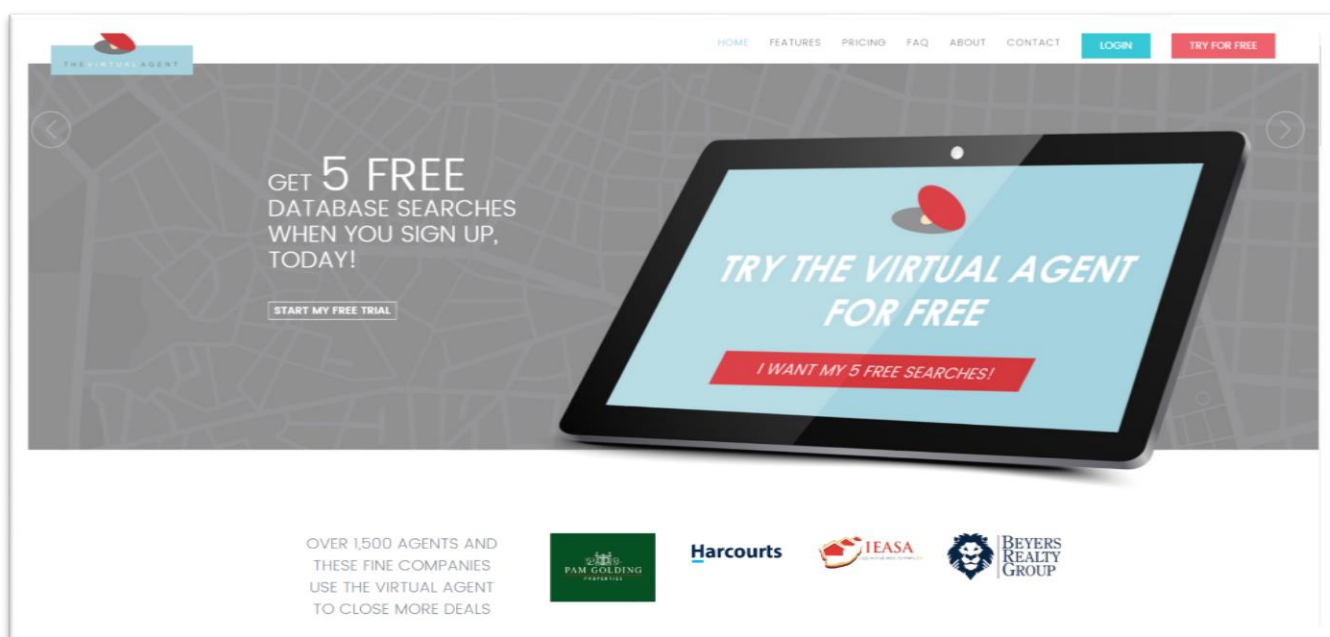 THEVIRTUALAGENT
HOME FEATURES PRICING FAQ ABOUT CONTACT LOGIN TRY FOR FREE
GET 5 FREE
DATABASE SEARCHES
WHEN YOU SIGN UP,
TODAY!
START MY FREE TRIAL
TRY THE VIRTUAL AGENT
FOR FREE
I WANT MY 5 FREE SEARCHES!
OVER 1,500 AGENTS AND
THESE FINE COMPANIES
USE THE VIRTUAL AGENT
TO CLOSE MORE DEALS
PAM GOLDING
PROPERTIES
Harcourts
IEASA
BEYERS
REALTY
GROUP